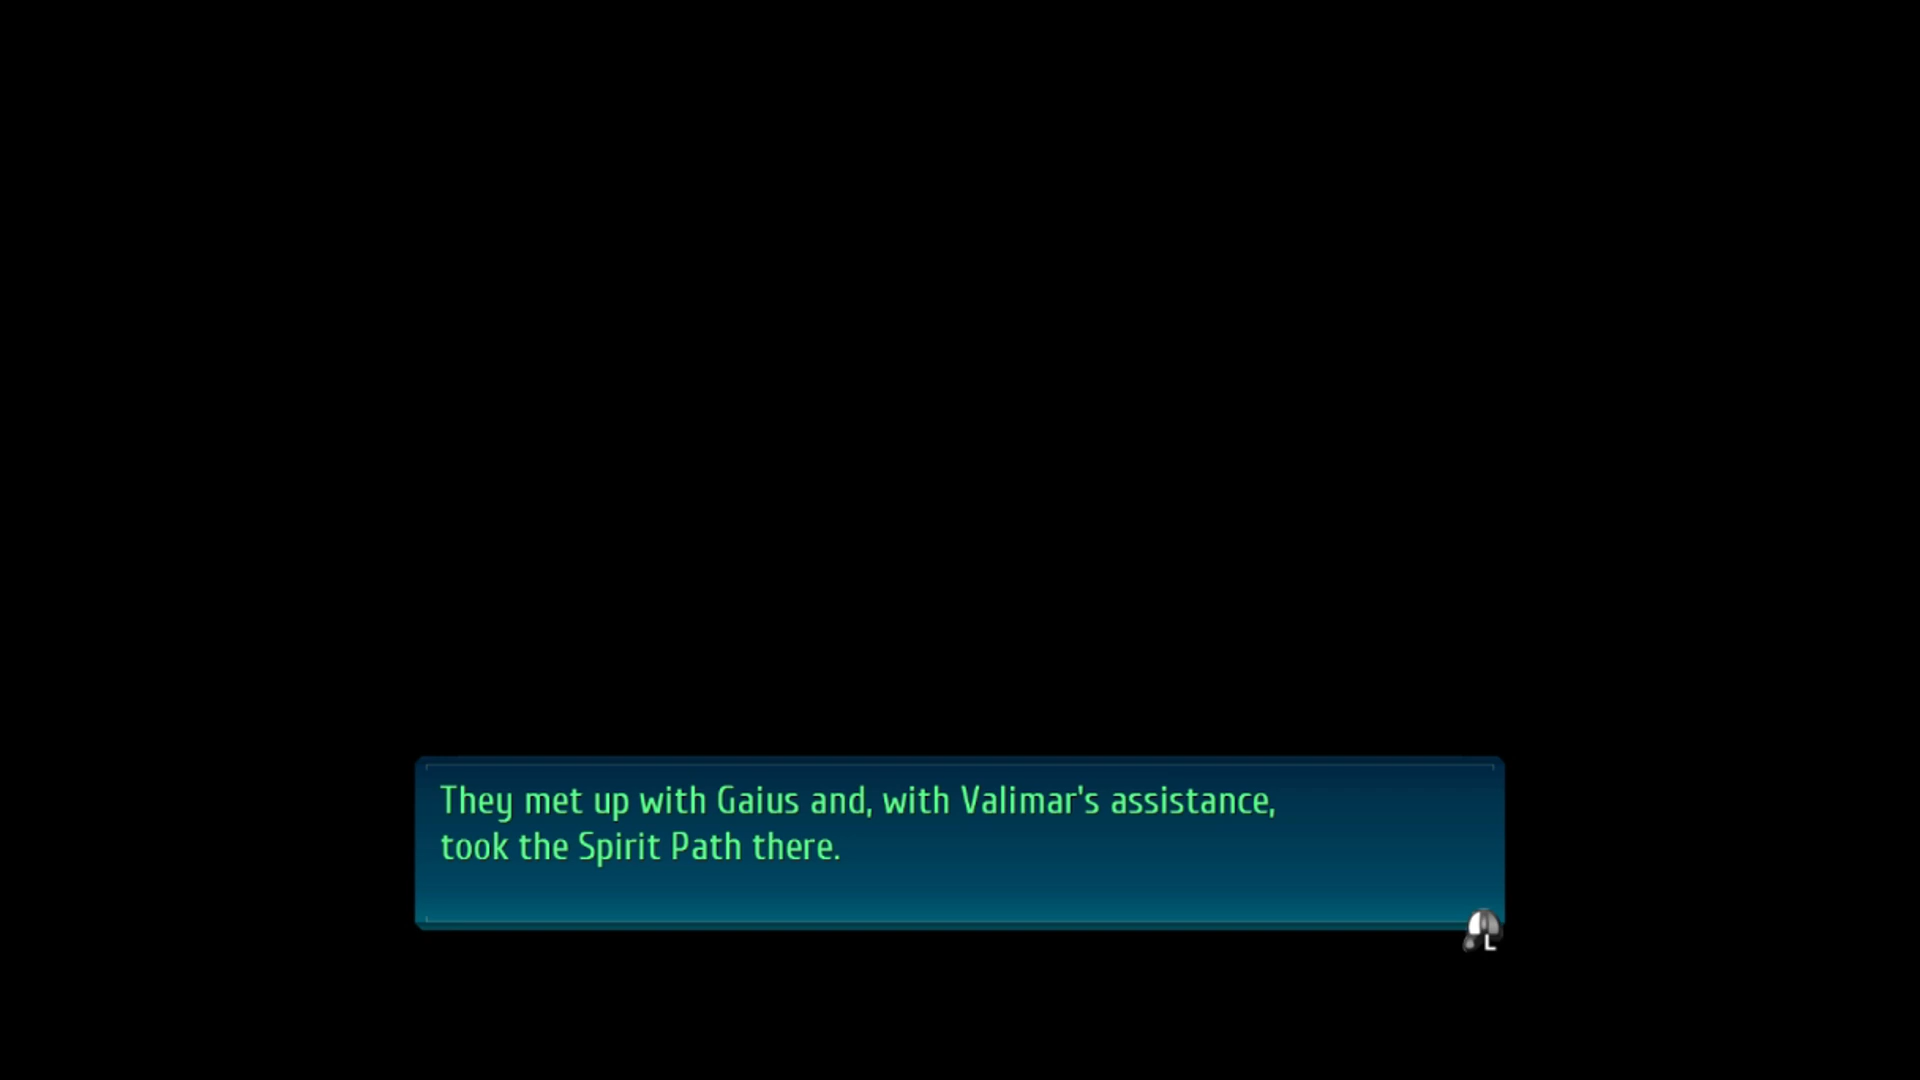 They met up with Gaius and, with Valimar's assistance,
took the Spirit Path there.
L